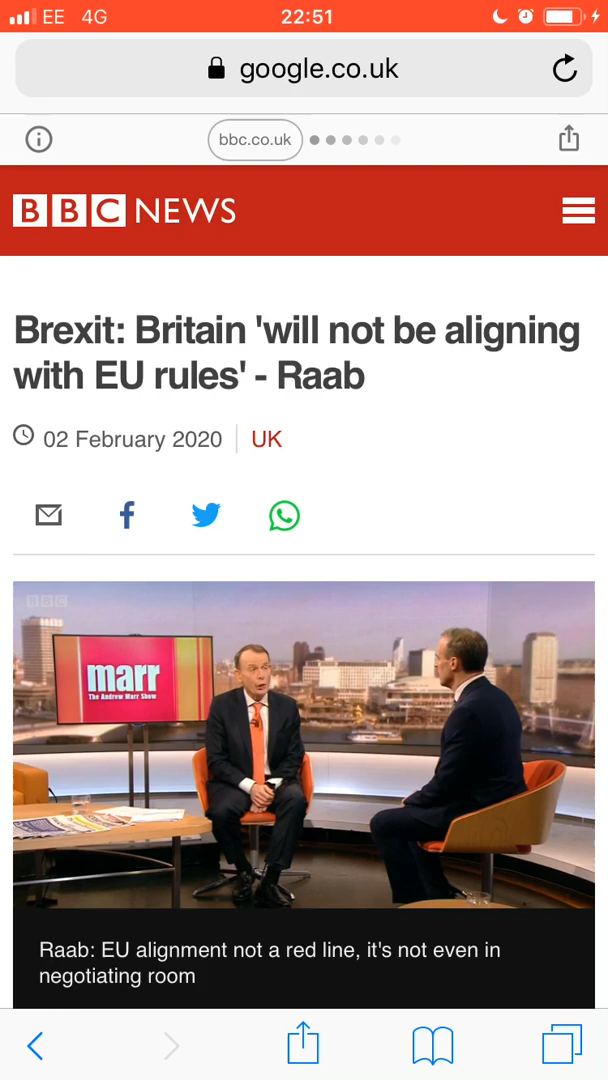 EE 4G 22:51
google.co.uk
bbc.co.uk
BBC NEWS
Brexit: Britain 'will not be aligning
with EU rules' - Raab
02 February 2020 UK
BBC
marr
The Andrew Marr Show
Raab: EU alignment not a red line, it's not even in
negotiating room